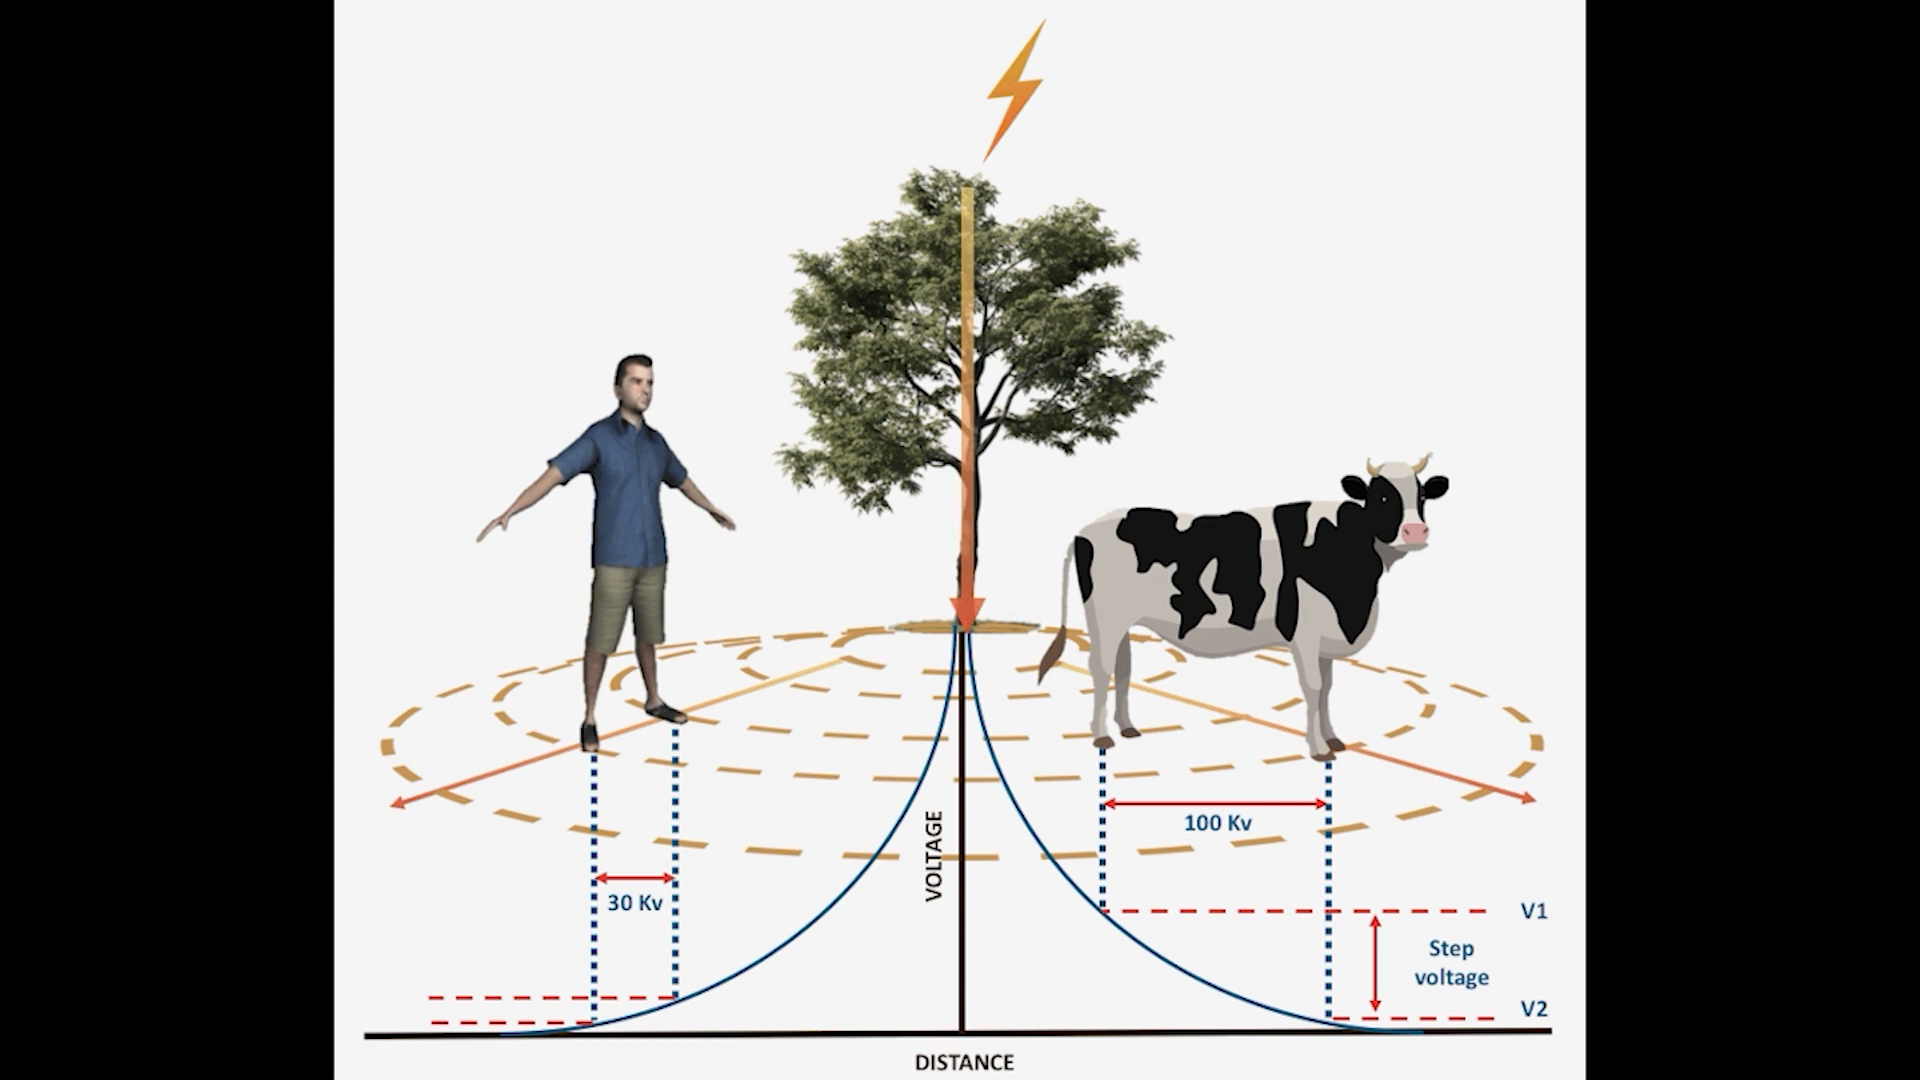 VOLTAGE
100 Kv
30 Kv
V1
Step
voltage
V2
DISTANCE